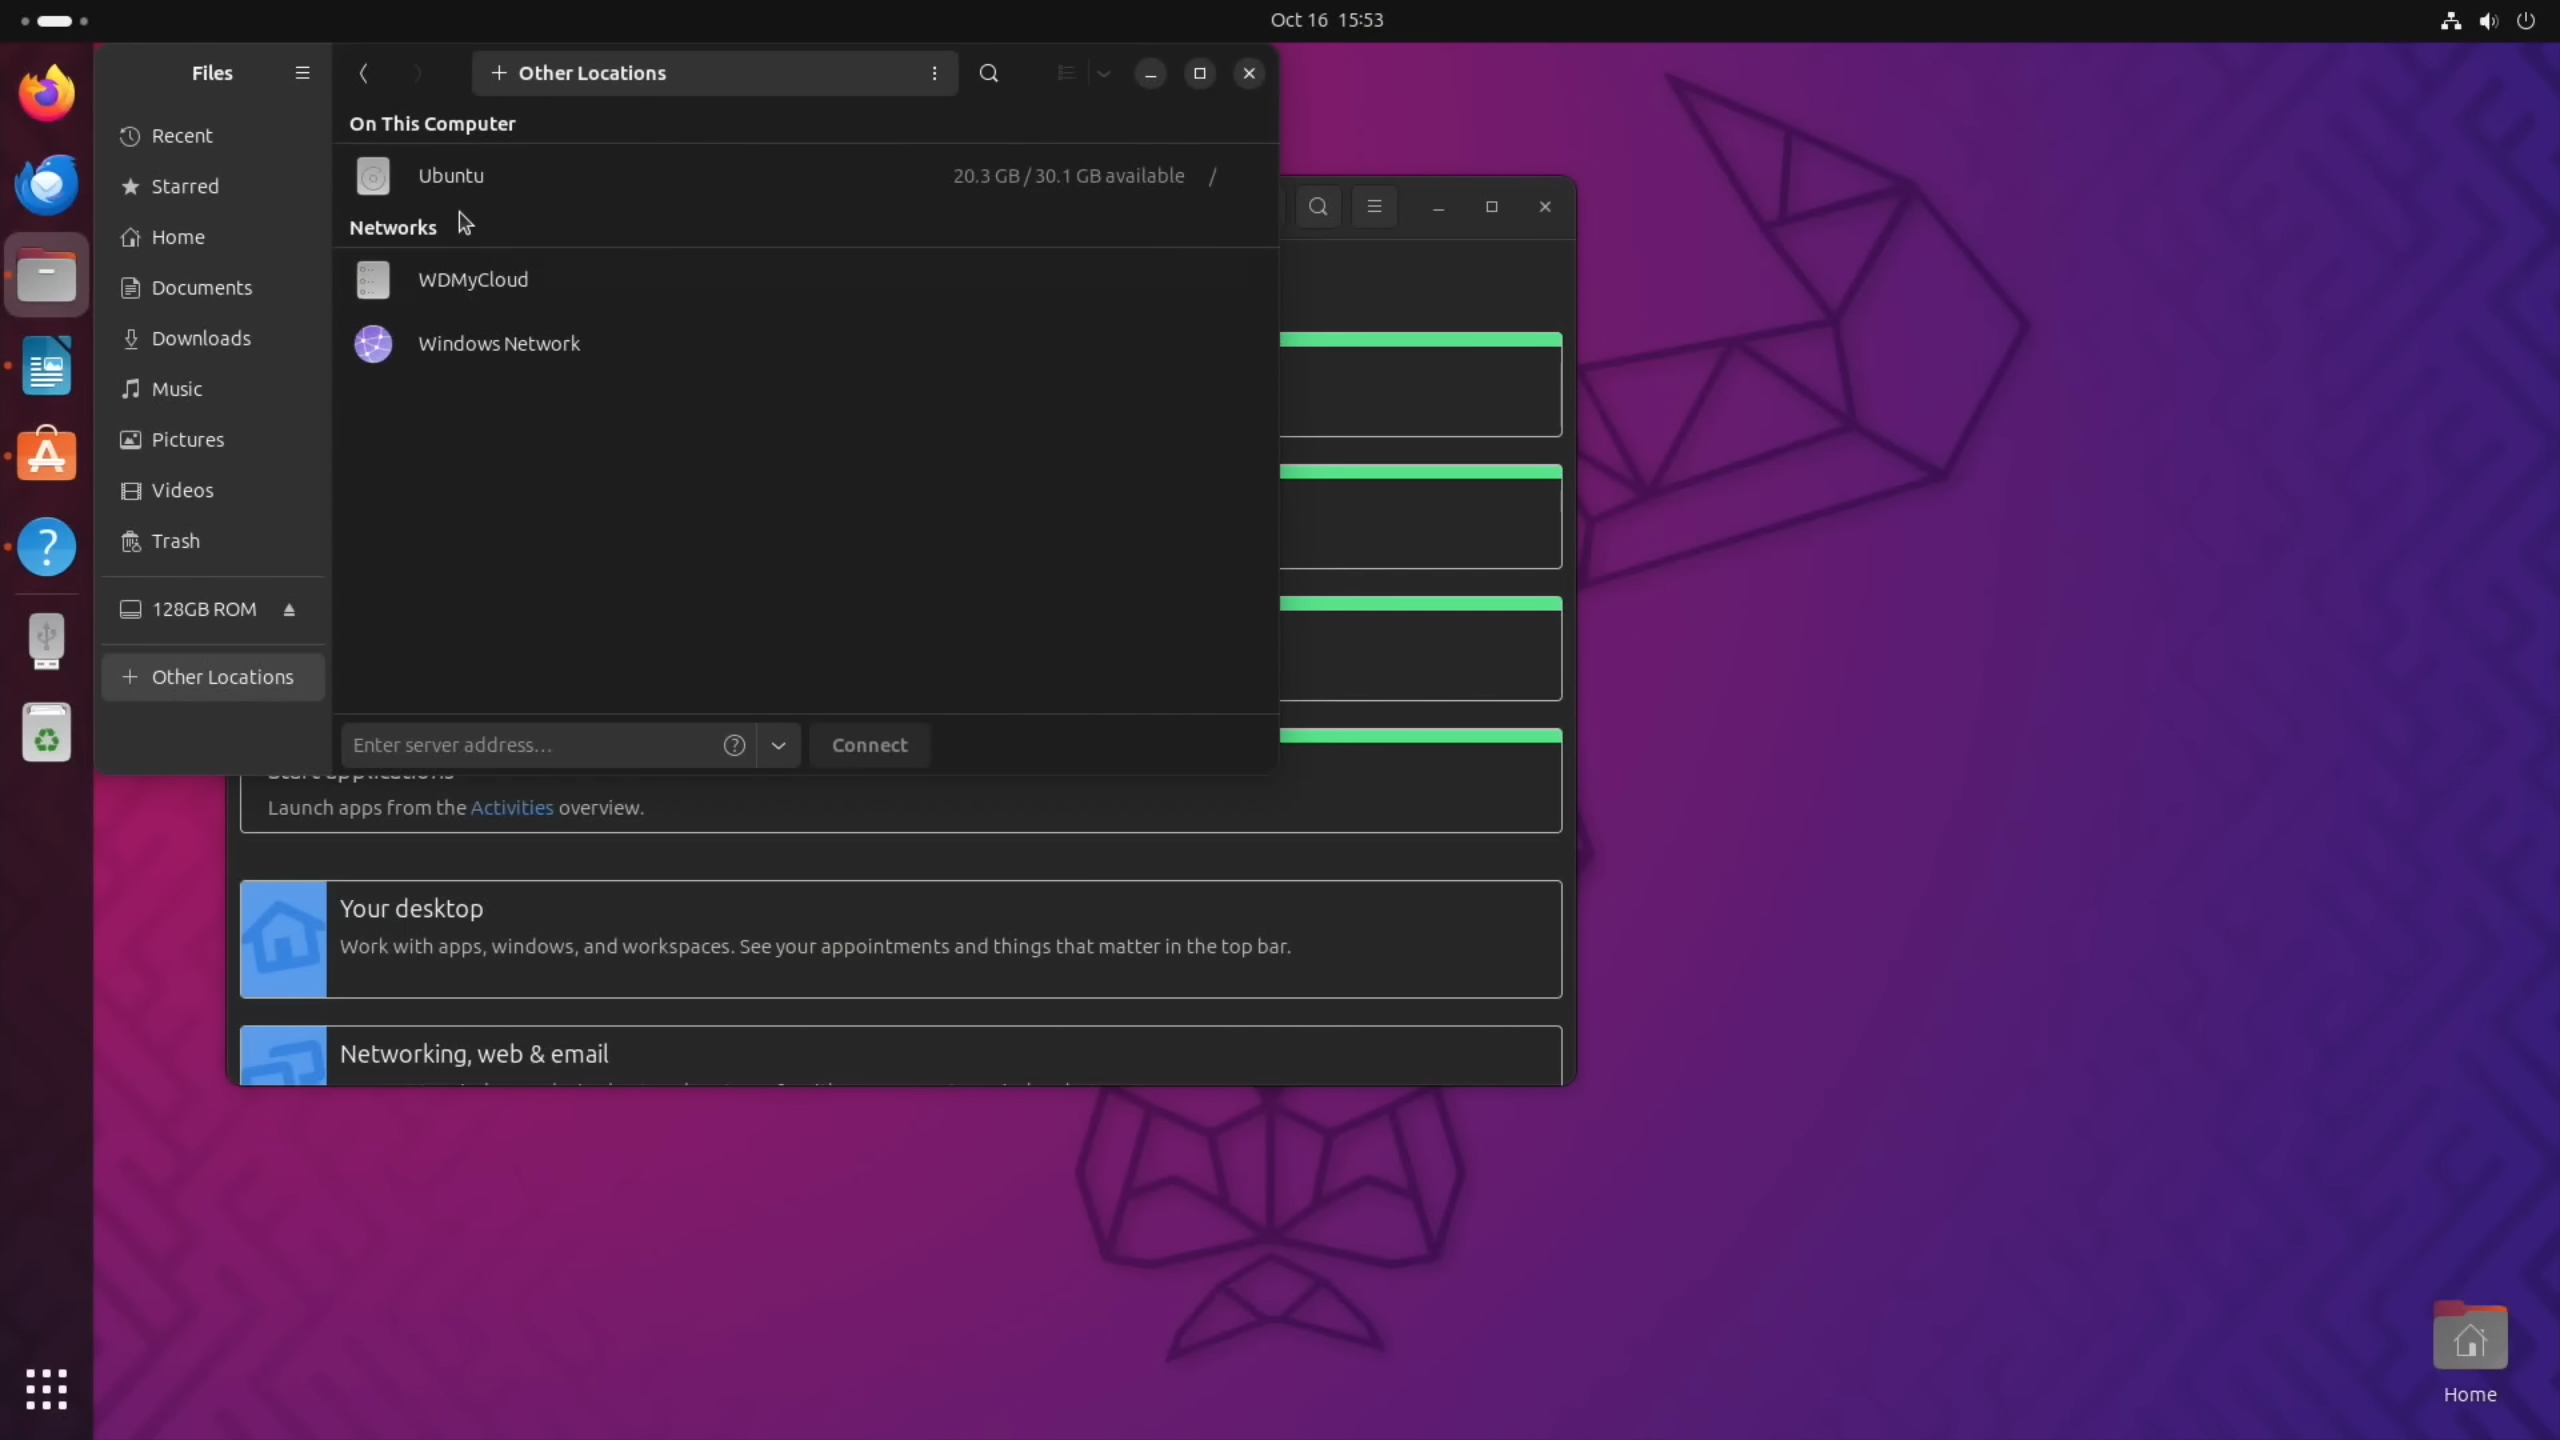 Oct 16 15:53
Files
Other Locations
Recent
Starred
Home
Documents
Downloads
Music
Pictures
Videos
Trash
128GB ROM
Other Locations
On This Computer
Ubuntu
20.3 GB / 30.1 GB available /
Networks
WDMyCloud
Windows Network
Enter server address...
Connect
Start applications
Launch apps from the Activities overview.
Your desktop
Work with apps, windows, and workspaces. See your appointments and things that matter in the top bar.
Networking, web & email
Home